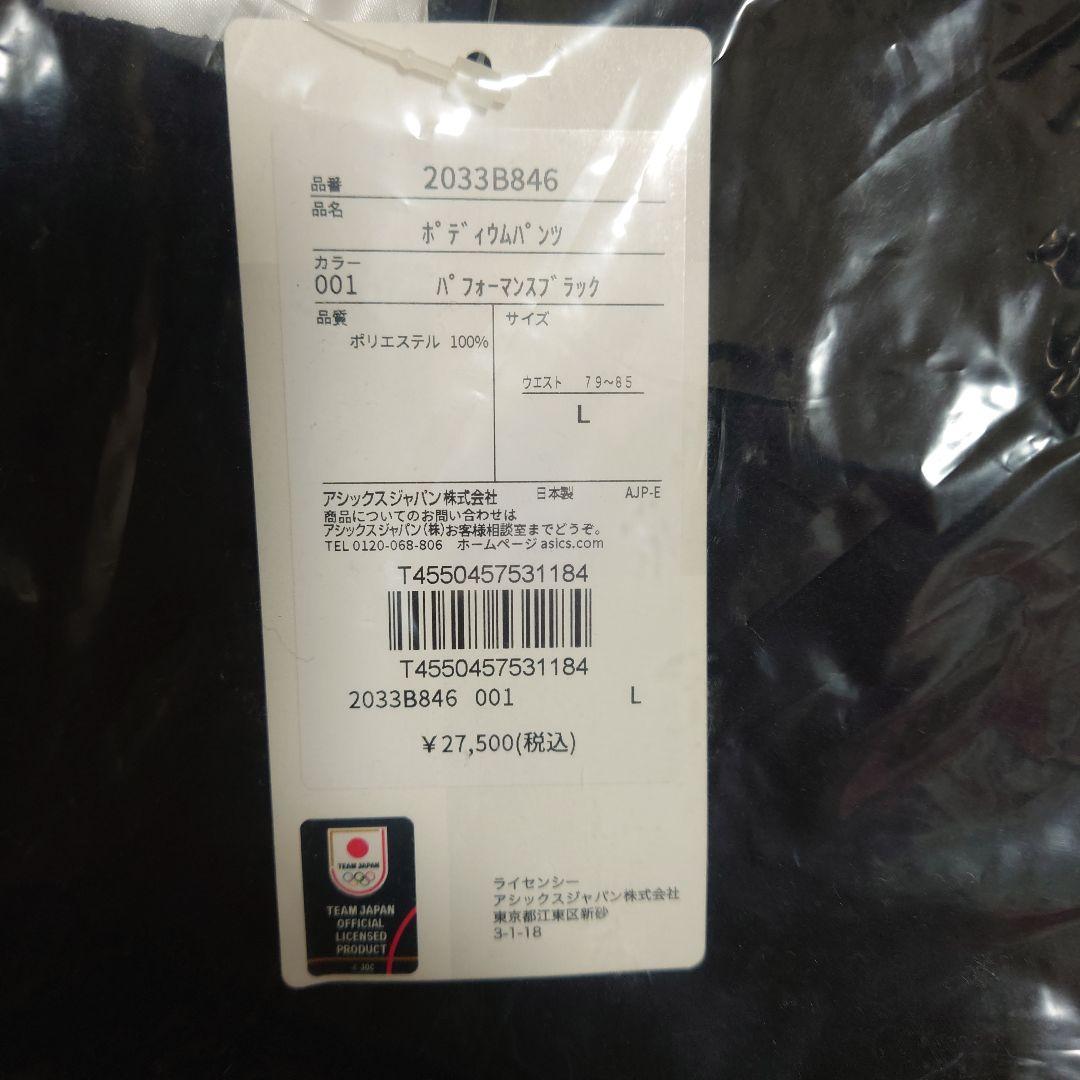 品番 2033B846
品名
ポディウムパンツ
カラー
001 パフォーマンスブラック
品質 サイズ
ポリエステル 100%
ウエスト 79~85
L
アシックスジャパン株式会社 日本製 AJP-E
商品についてのお問い合わせは
アシックスジャパン(株)お客様相談室までどうぞ。
TEL 0120-068-806 ホームページ asics.com
T4550457531184
T4550457531184
2033B846 001 L
¥27,500(税込)
TEAM JAPAN
TEAM JAPAN
OFFICIAL
LICENSED
PRODUCT
JOC
ライセンシー
アシックスジャパン株式会社
東京都江東区新砂
3-1-18